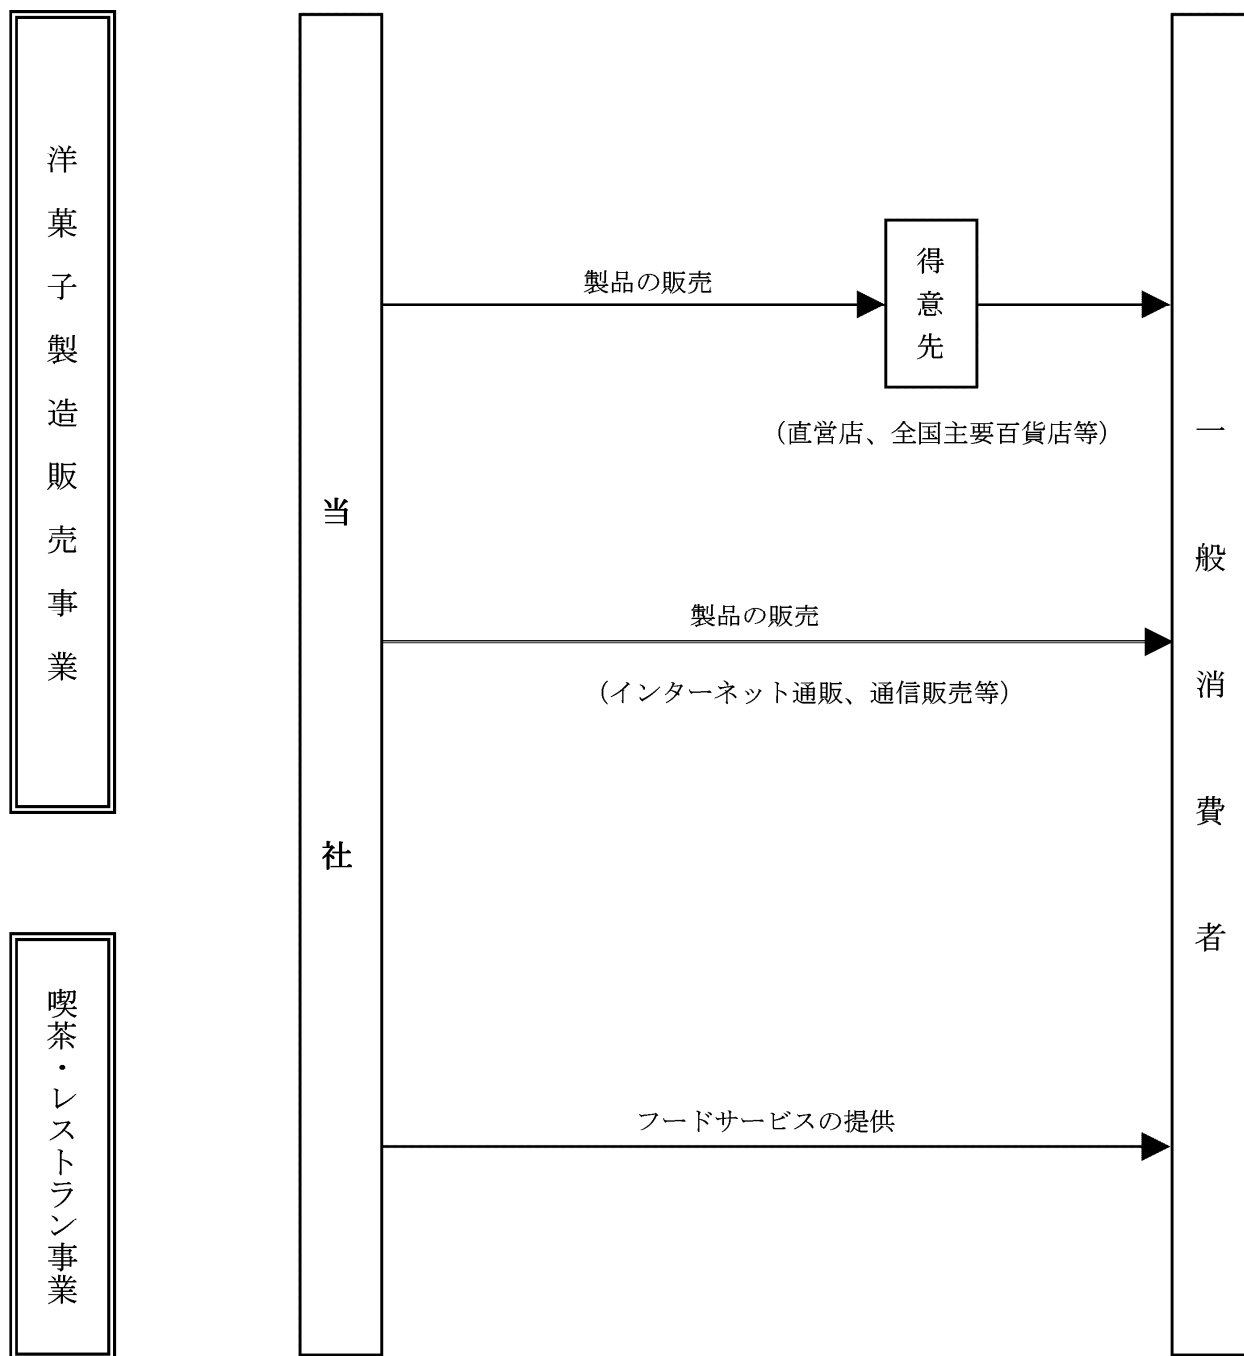 洋菓子製造販売事業
喫茶・レストラン事業
当社
製品の販売
得意先
（直営店、全国主要百貨店等）
製品の販売
（インターネット通販、通信販売等）
フードサービスの提供
一般消費者